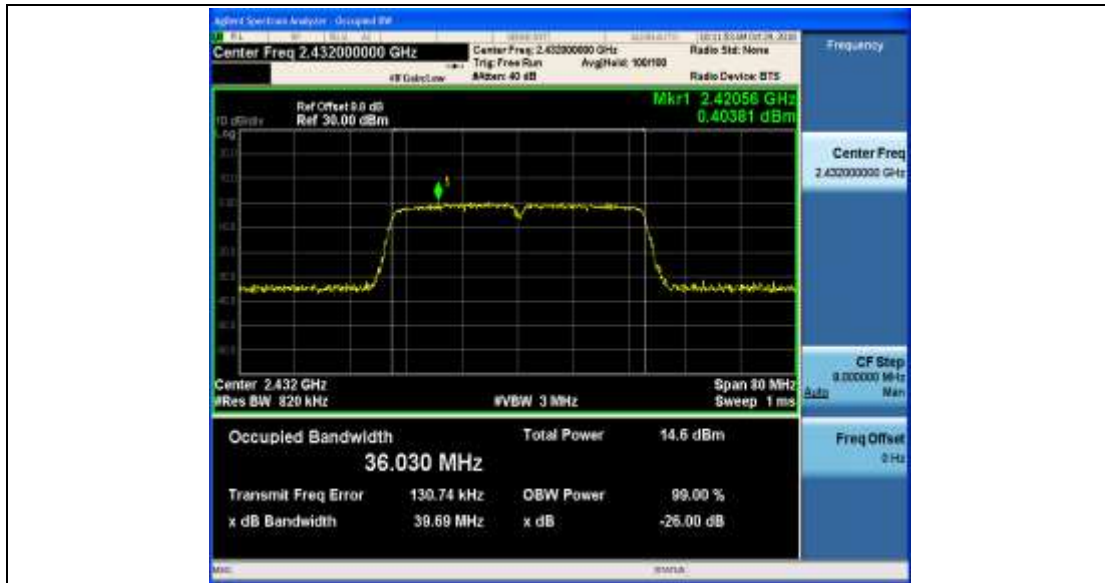 Agilent Spectrum Analyzer - Occupied BW
Center Freq 2.432000000 GHz
Center Freq: 2.432000000 GHz
Radio Std: None
Trig: Free Run Avg|Hold: 100/100
#IFGain:Low #Atten: 40 dB Radio Device: BTS
Ref Offset 9.8 dB
10 dB/div Ref 30.00 dBm
Log
Mkr1 2.42056 GHz
0.40381 dBm
1
Center 2.432 GHz Span 80 MHz
#Res BW 820 kHz #VBW 3 MHz Sweep 1 ms
Occupied Bandwidth Total Power 14.6 dBm
36.030 MHz
Transmit Freq Error 130.74 kHz OBW Power 99.00 %
x dB Bandwidth 39.69 MHz x dB -26.00 dB
MSG STATUS
Frequency
Center Freq
2.432000000 GHz
CF Step
8.000000 MHz
Auto Man
Freq Offset
0 Hz